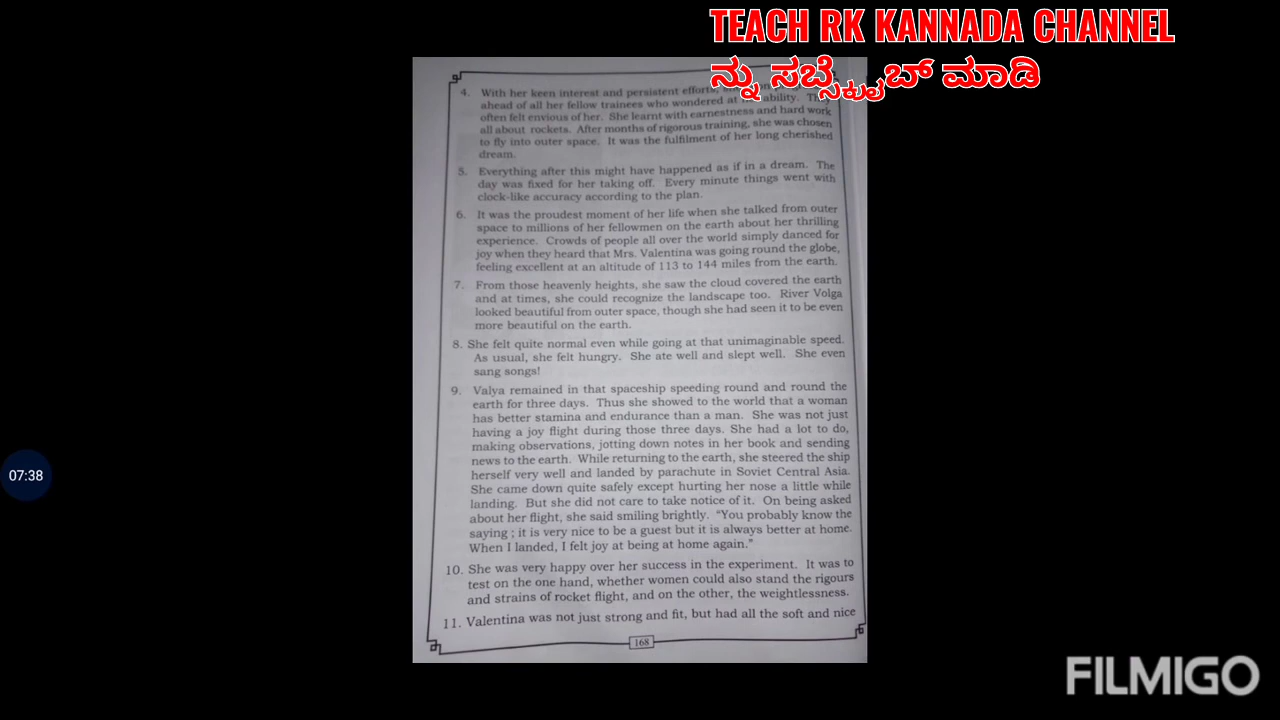 TEACH RK KANNADA CHANNEL
ನ್ನು ಸಬ್ಸ್ಕ್ರೈಬ್ ಮಾಡಿ
4. With her keen interest and persistent efforts,
ahead of all her fellow trainees who wondered at her ability. They
often felt envious of her. She learnt with earnestness and hard work
all about rockets. After months of rigorous training, she was chosen
to fly into outer space. It was the fulfilment of her long cherished
dream.
5. Everything after this might have happened as if in a dream. The
day was fixed for her taking off. Every minute things went with
clock-like accuracy according to the plan.
6. It was the proudest moment of her life when she talked from outer
space to millions of her fellowmen on the earth about her thrilling
experience. Crowds of people all over the world simply danced for
joy when they heard that Mrs. Valentina was going round the globe,
feeling excellent at an altitude of 113 to 144 miles from the earth.
7. From those heavenly heights, she saw the cloud covered the earth
and at times, she could recognize the landscape too. River Volga
looked beautiful from outer space, though she had seen it to be even
more beautiful on the earth.
8. She felt quite normal even while going at that unimaginable speed.
As usual, she felt hungry. She ate well and slept well. She even
sang songs!
9. Valya remained in that spaceship speeding round and round the
earth for three days. Thus she showed to the world that a woman
has better stamina and endurance than a man. She was not just
having a joy flight during those three days. She had a lot to do,
making observations, jotting down notes in her book and sending
news to the earth. While returning to the earth, she steered the ship
herself very well and landed by parachute in Soviet Central Asia.
She came down quite safely except hurting her nose a little while
landing. But she did not care to take notice of it. On being asked
about her flight, she said smiling brightly. "You probably know the
saying ; it is very nice to be a guest but it is always better at home.
When I landed, I felt joy at being at home again."
10. She was very happy over her success in the experiment. It was to
test on the one hand, whether women could also stand the rigours
and strains of rocket flight, and on the other, the weightlessness.
11. Valentina was not just strong and fit, but had all the soft and nice
168
07:38
FILMIGO